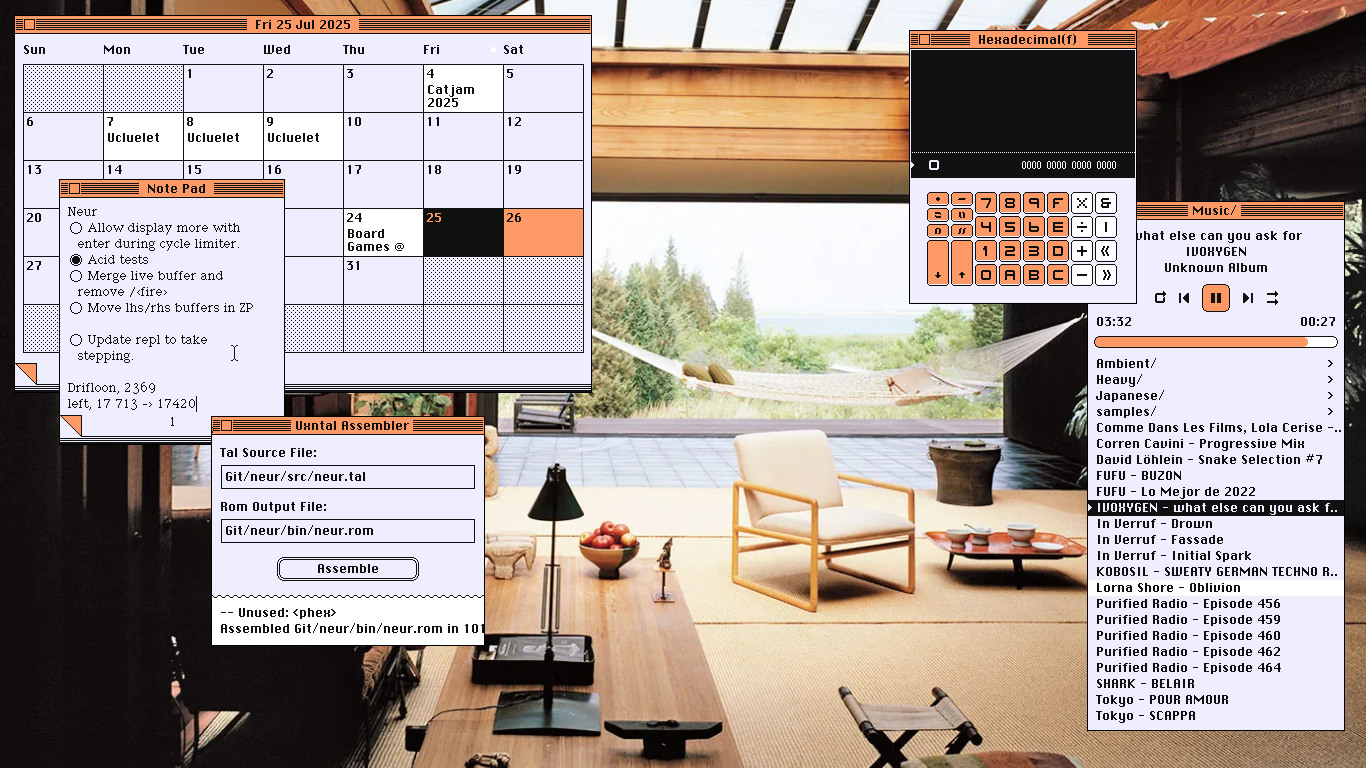 Fri 25 Jul 2025
Sun Mon Tue Wed Thu Fri Sat
1 2 3 4 5
Catjam
2025
6 7 8 9 10 11 12
Ucluelet Ucluelet Ucluelet
13 14 15 16 17 18 19
20 24 25 26
Board
Games @
27 31
Note Pad
Neur
Allow display more with
enter during cycle limiter.
Acid tests
Merge live buffer and
remove /<fire>
Move lhs/rhs buffers in ZP
Update repl to take
stepping.
Drifloon, 2369
left, 17 713 -> 17420
1
Uxntal Assembler
Tal Source File:
Git/neur/src/neur.tal
Rom Output File:
Git/neur/bin/neur.rom
Assemble
-- Unused: <phex>
Assembled Git/neur/bin/neur.rom in 101
Hexadecimal(f)
0000 0000 0000 0000
7 8 9 F X &
4 5 6 E ÷ |
1 2 3 D + «
0 A B C - »
Music/
what else can you ask for
IVOXYGEN
Unknown Album
03:32 00:27
Ambient/ >
Heavy/ >
Japanese/ >
samples/ >
Comme Dans Les Films, Lola Cerise -..
Corren Cavini - Progressive Mix
David Löhlein - Snake Selection #7
FUFU - BUZON
FUFU - Lo Mejor de 2022
IVOXYGEN - what else can you ask f..
In Verruf - Drown
In Verruf - Fassade
In Verruf - Initial Spark
KOBOSIL - SWEATY GERMAN TECHNO R..
Lorna Shore - Oblivion
Purified Radio - Episode 456
Purified Radio - Episode 459
Purified Radio - Episode 460
Purified Radio - Episode 462
Purified Radio - Episode 464
SHARK - BELAIR
Tokyo - POUR AMOUR
Tokyo - SCAPPA